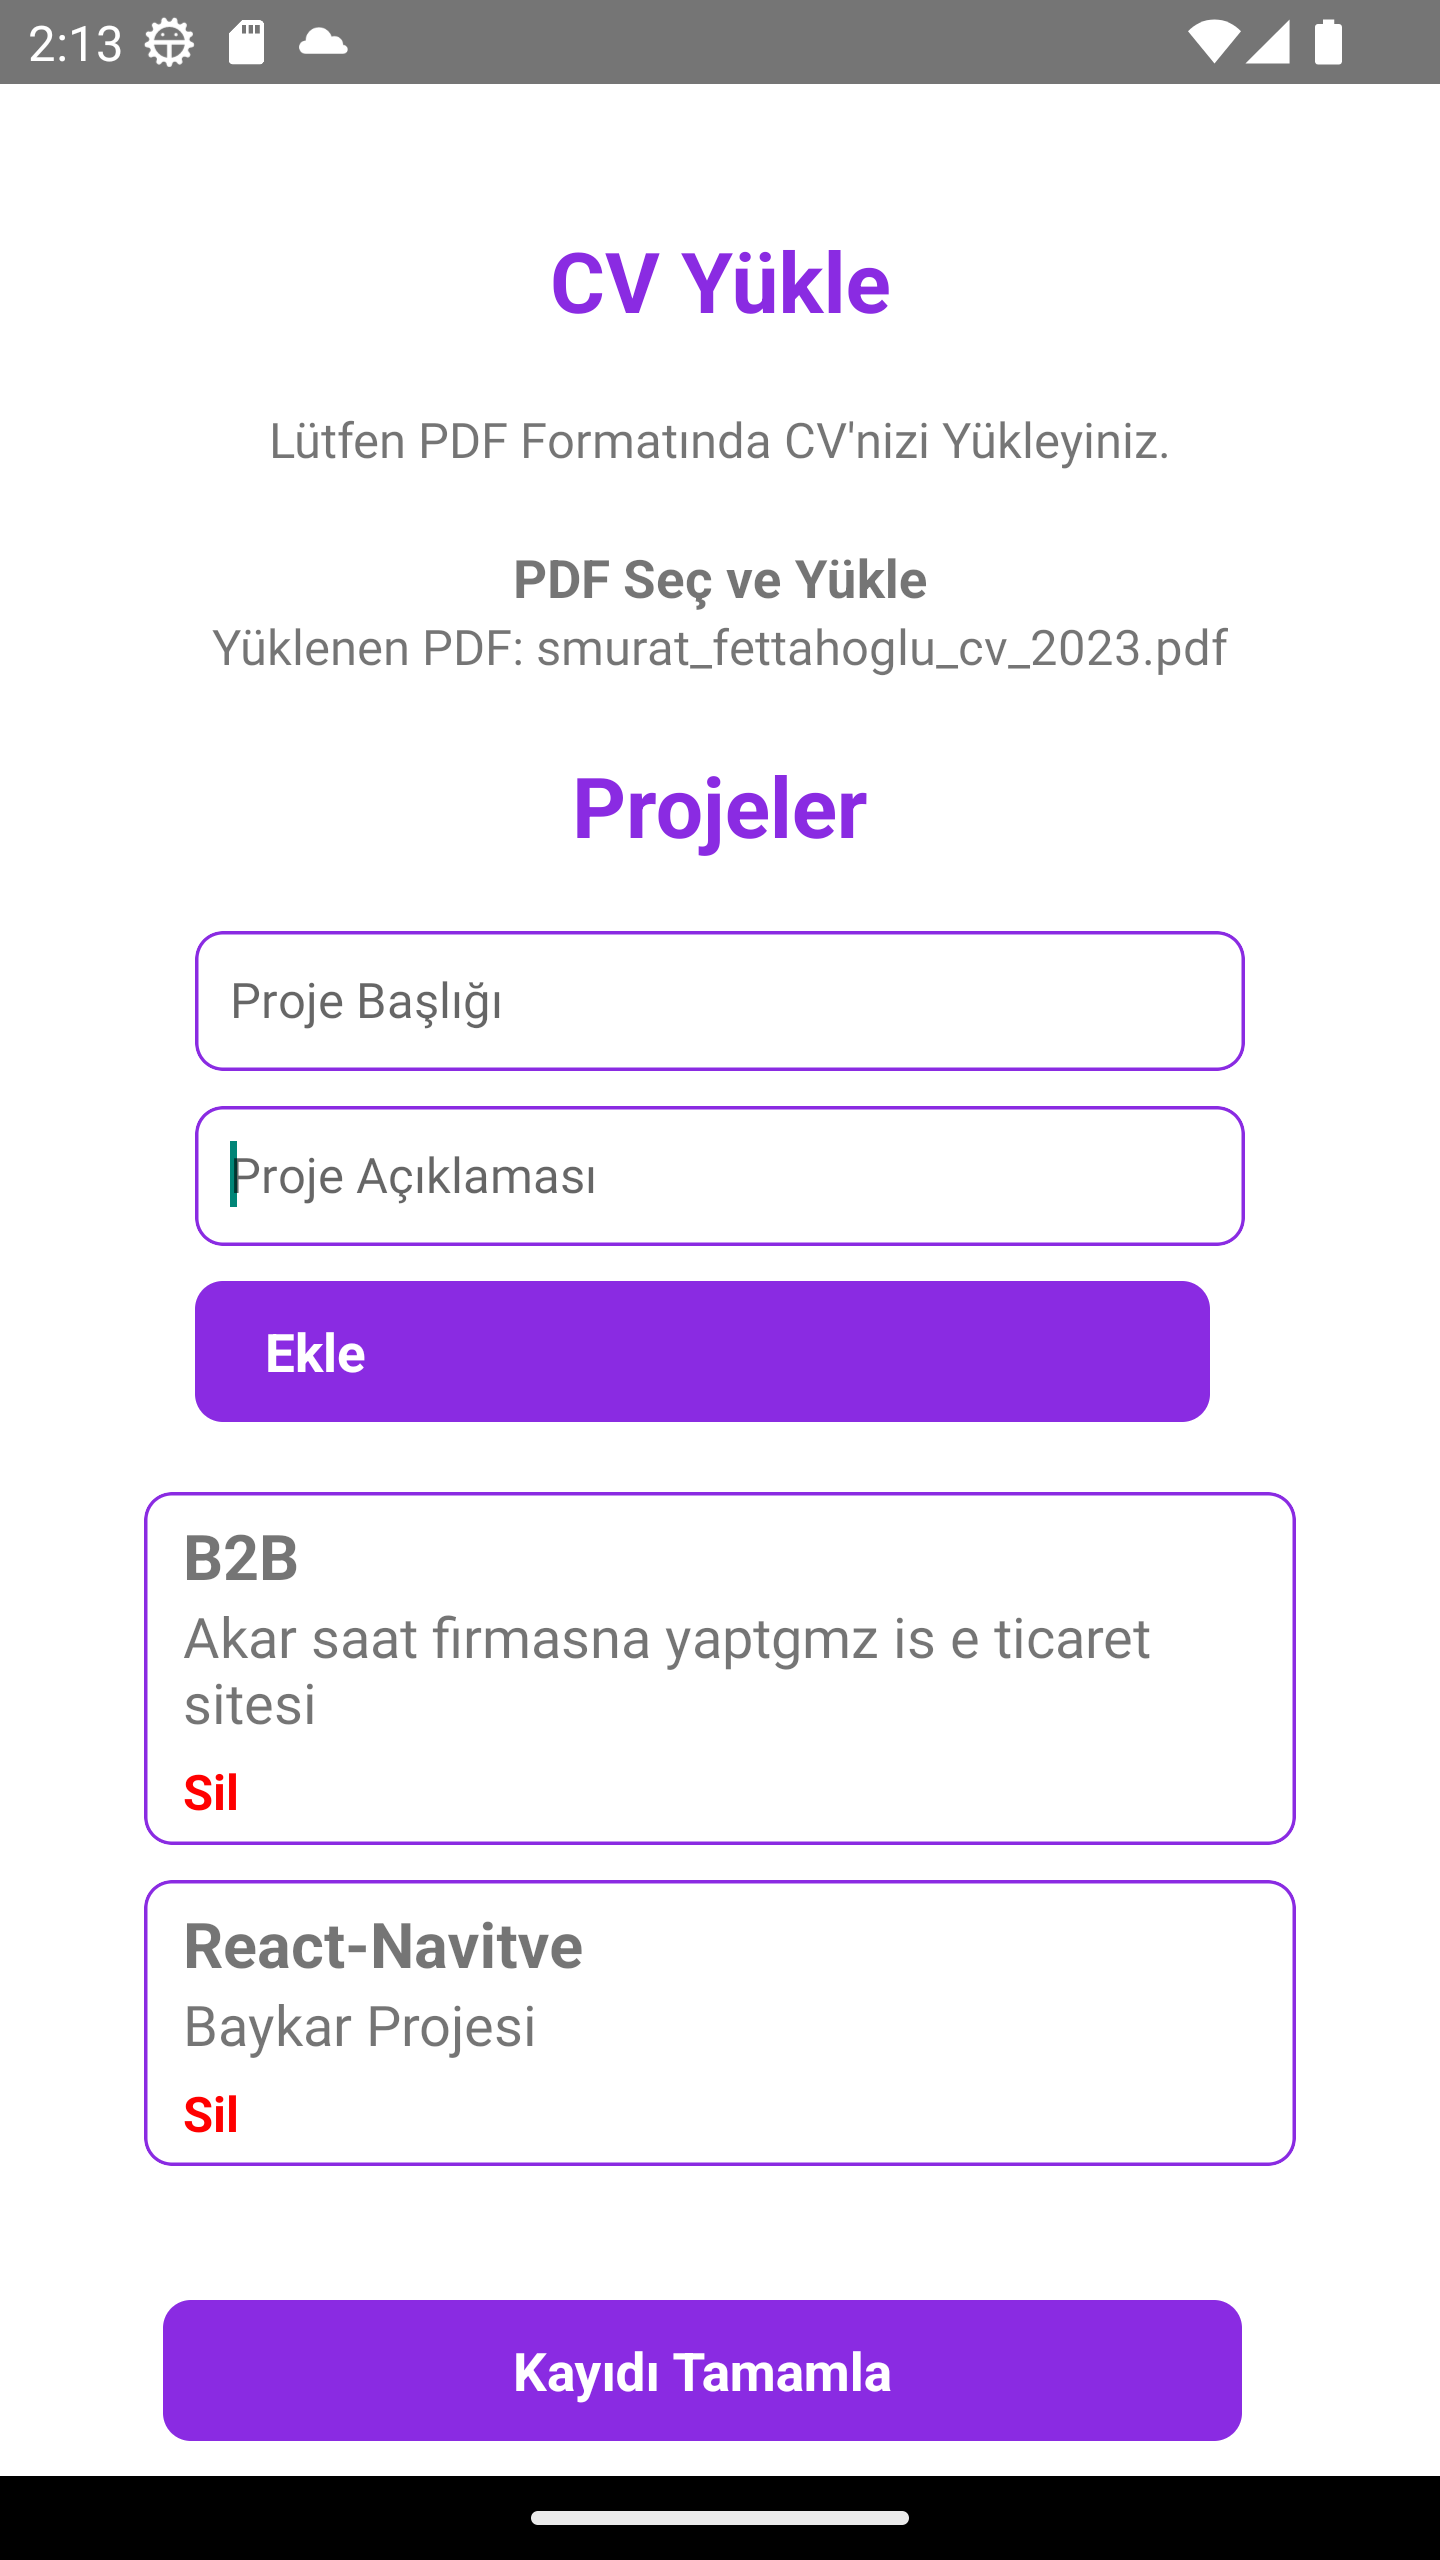 2:13
CV Yükle
Lütfen PDF Formatında CV'nizi Yükleyiniz.
PDF Seç ve Yükle
Yüklenen PDF: smurat_fettahoglu_cv_2023.pdf
Projeler
Proje Başlığı
Proje Açıklaması
Ekle
B2B
Akar saat firmasna yaptgmz is e ticaret
sitesi
Sil
React-Navitve
Baykar Projesi
Sil
Kayıdı Tamamla